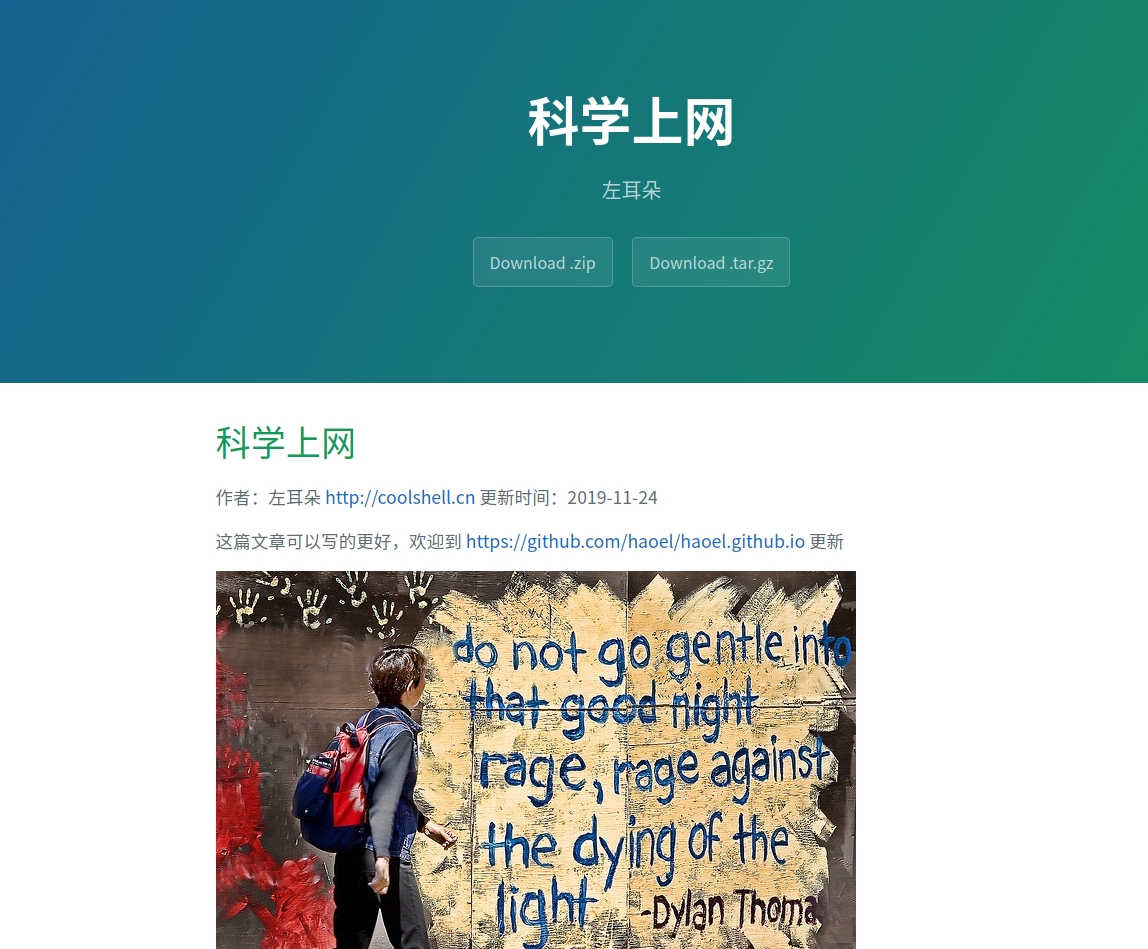 科学上网
左耳朵
Download .zip
Download .tar.gz
科学上网
作者：左耳朵 http://coolshell.cn 更新时间：2019-11-24
这篇文章可以写的更好，欢迎到 https://github.com/haoel/haoel.github.io 更新
do not go gentle into
that good night
rage, rage against
the dying of the
light -Dylan Thoma